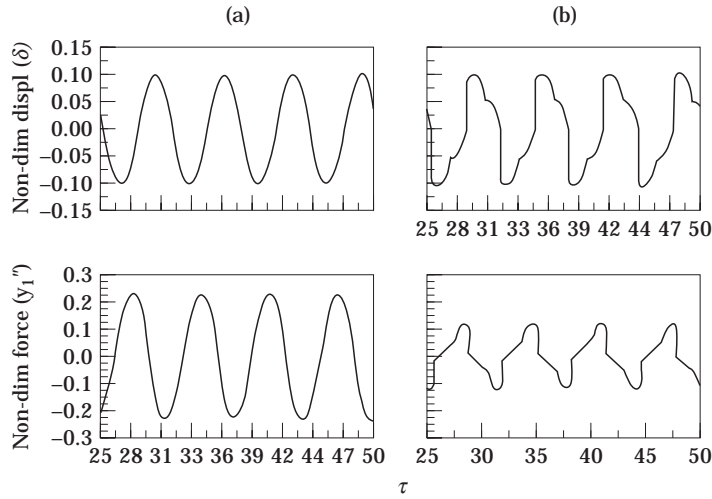 (a)
(b)
Non-dim displ (δ)
0.15
0.10
0.05
0.00
−0.05
−0.10
−0.15
25 28 31 33 36 39 42 44 47 50
Non-dim force (y₁″)
0.3
0.2
0.1
0.0
−0.1
−0.2
−0.3
25 28 31 33 36 39 42 44 47 50
25 30 35 40 45 50
τ